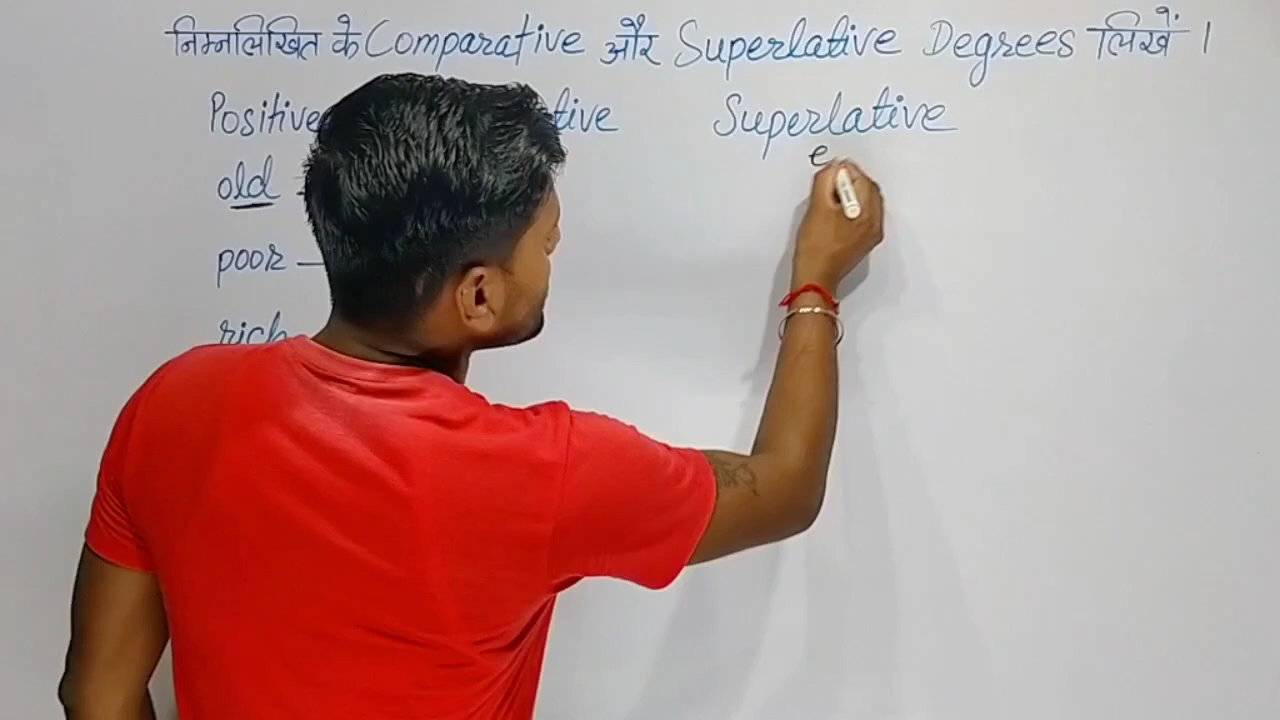 निम्नलिखित के Comparative और Superlative Degrees लिखें ।
Positive tive Superlative
e
old
poor –
rich